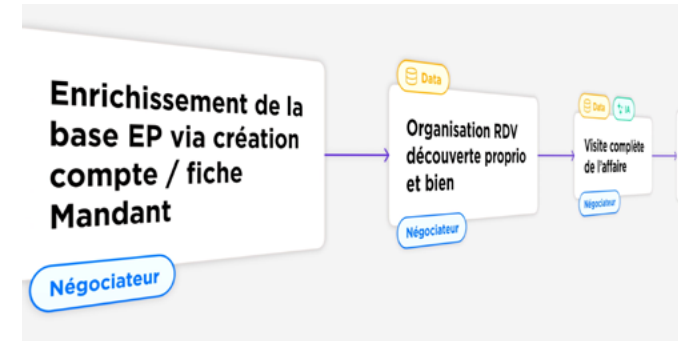 Enrichissement de la
base EP via création
compte / fiche
Mandant
Négociateur
Data
Organisation RDV
découverte proprio
et bien
Négociateur
Data
IA
Visite complète
de l'affaire
Négociateur